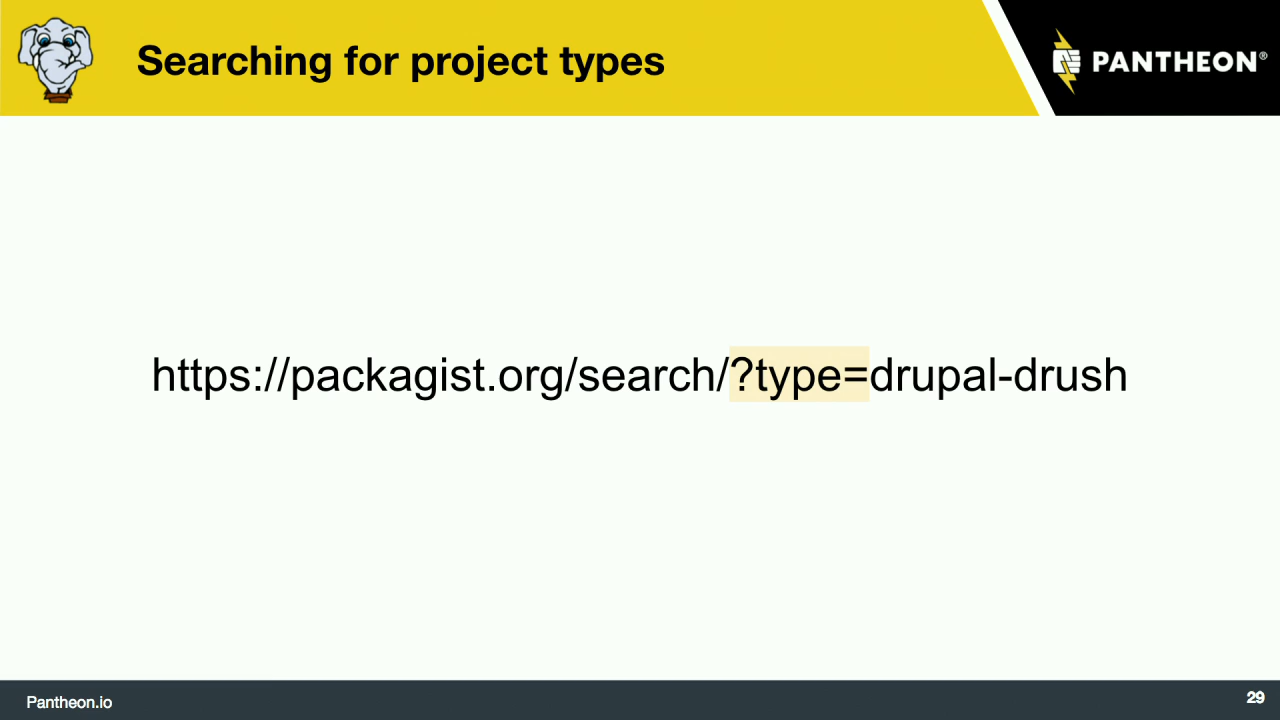 Searching for project types
PANTHEON®
https://packagist.org/search/?type=drupal-drush
Pantheon.io
29